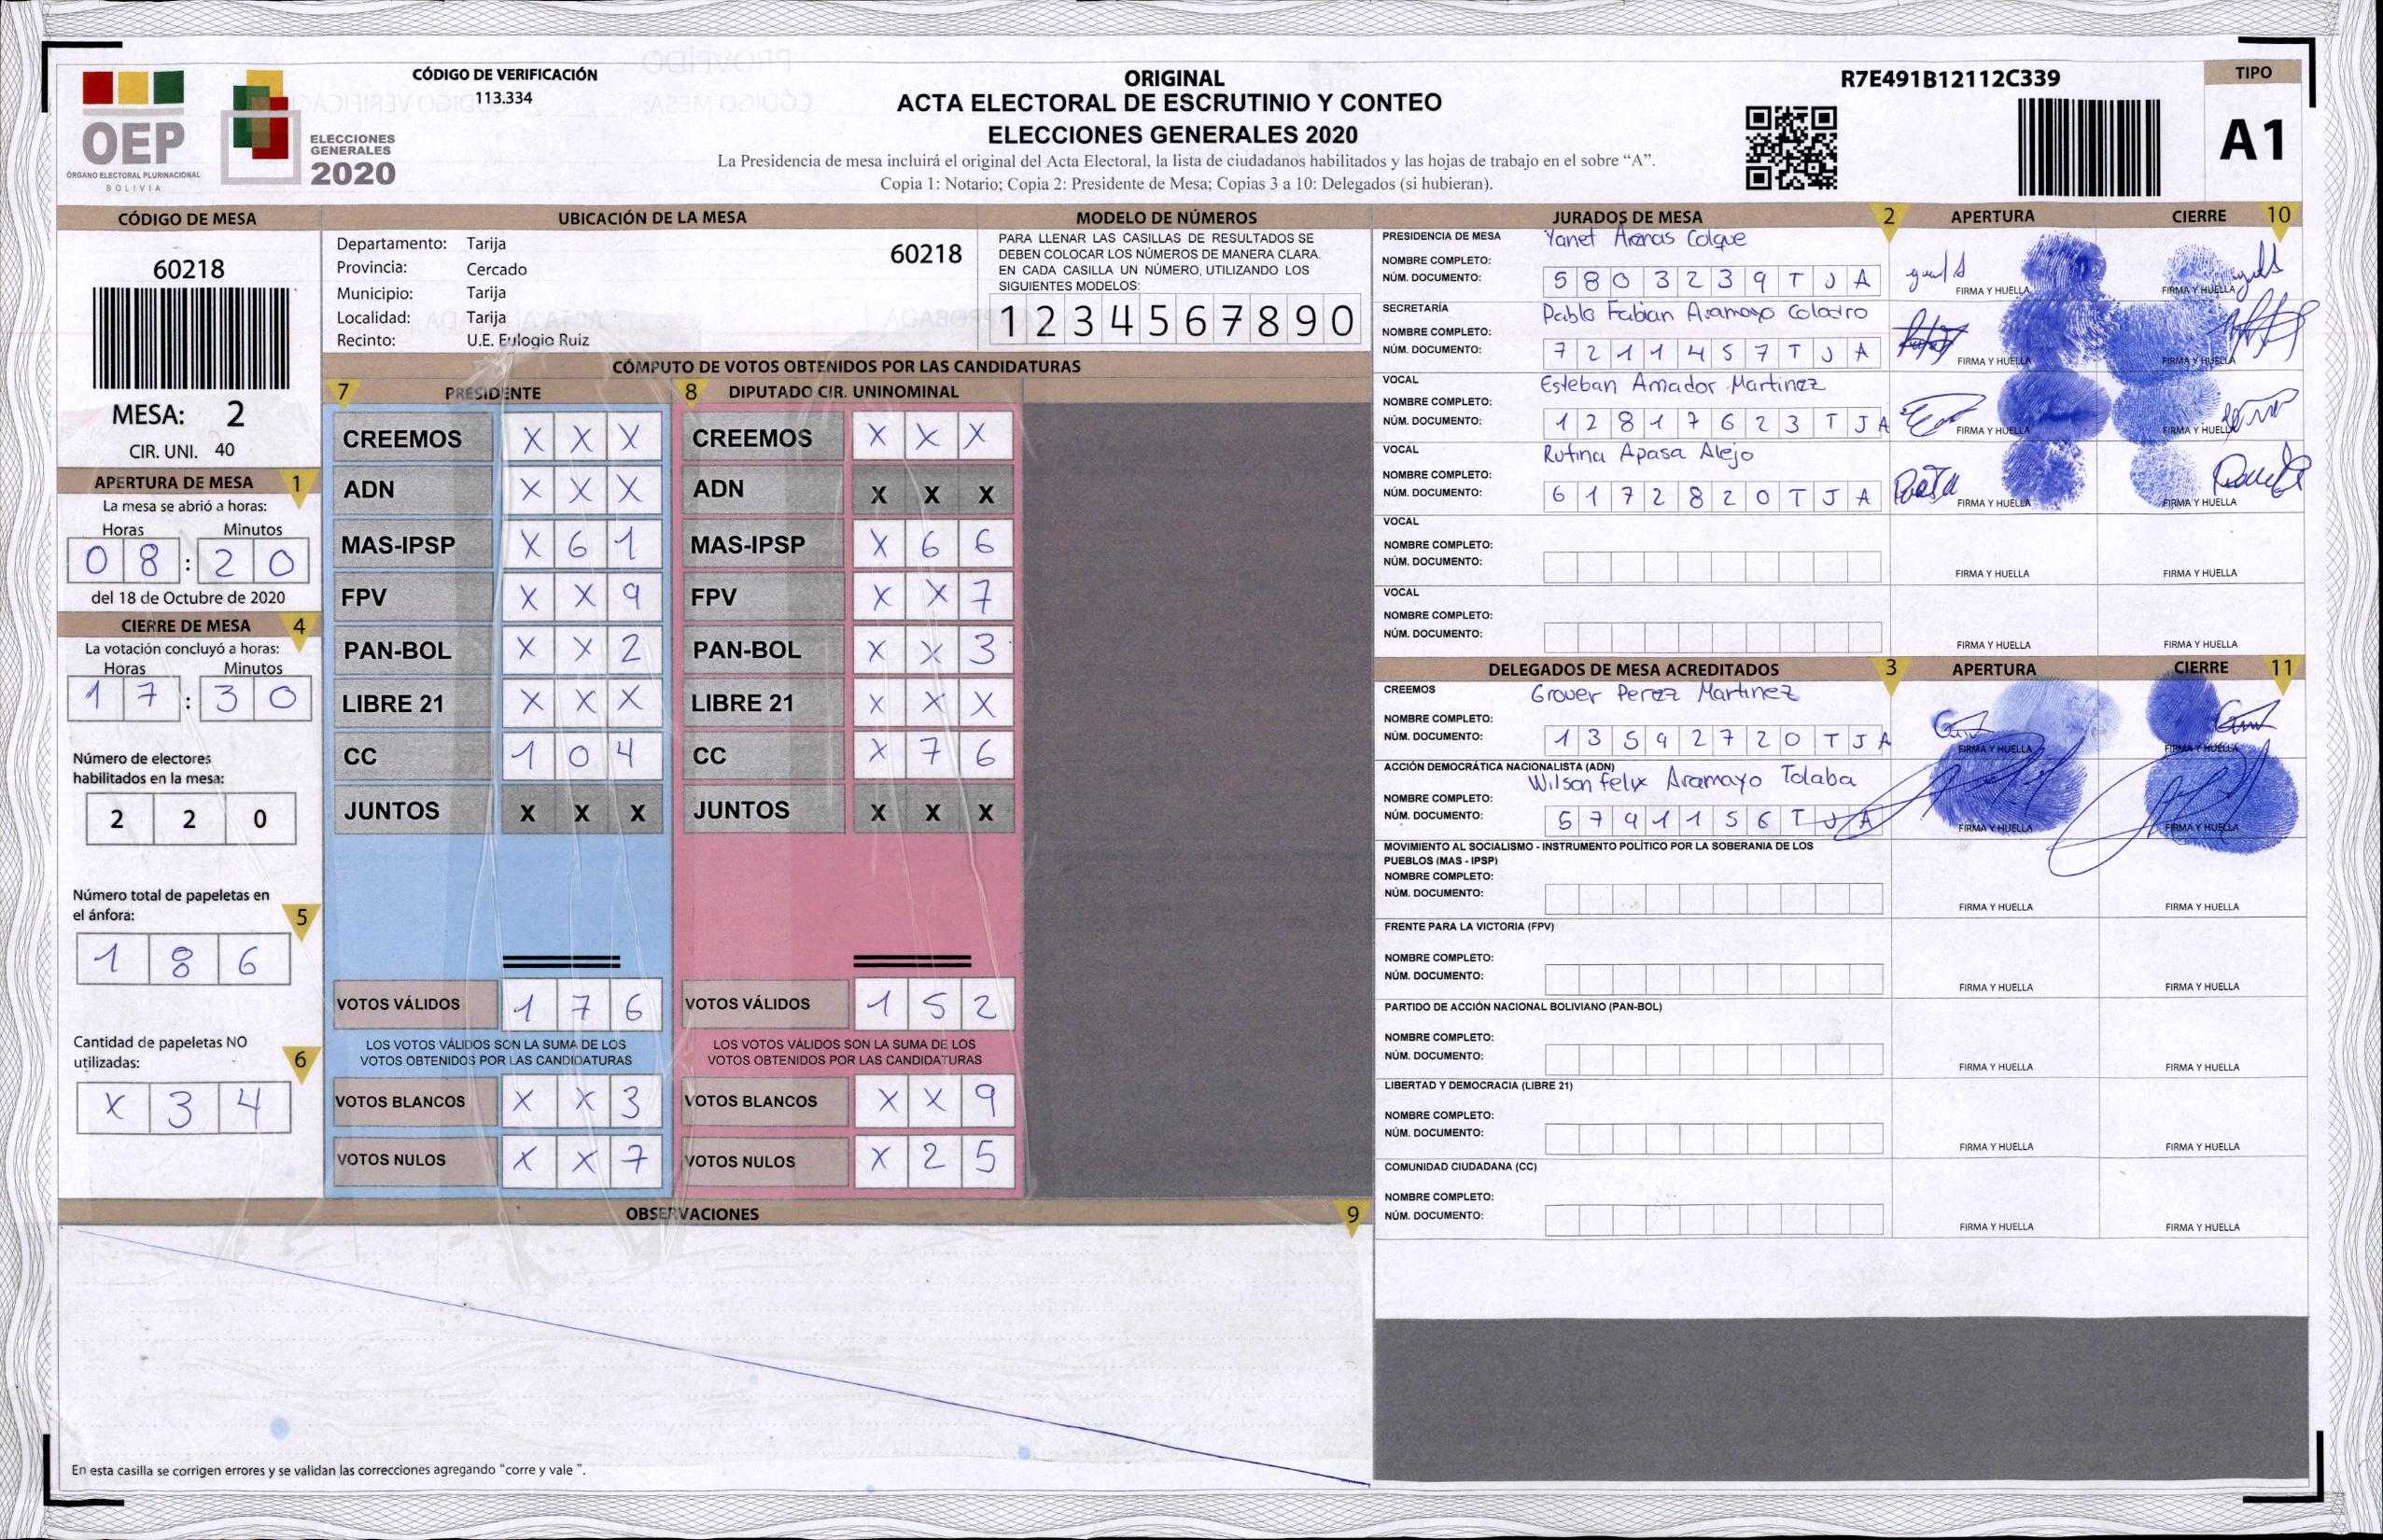 CÓDIGO DE VERIFICACIÓN
113.334
OEP
ÓRGANO ELECTORAL PLURINACIONAL
BOLIVIA
ELECCIONES
GENERALES
2020
ORIGINAL
ACTA ELECTORAL DE ESCRUTINIO Y CONTEO
ELECCIONES GENERALES 2020
La Presidencia de mesa incluirá el original del Acta Electoral, la lista de ciudadanos habilitados y las hojas de trabajo en el sobre “A”.
Copia 1: Notario; Copia 2: Presidente de Mesa; Copias 3 a 10: Delegados (si hubieran).
R7E491B12112C339
TIPO
A1
CÓDIGO DE MESA
60218
MESA: 2
CIR. UNI. 40
APERTURA DE MESA 1
La mesa se abrió a horas:
Horas Minutos
08:20
del 18 de Octubre de 2020
CIERRE DE MESA 4
La votación concluyó a horas:
Horas Minutos
17:30
Número de electores
habilitados en la mesa:
2 2 0
Número total de papeletas en
el ánfora: 5
1 8 6
Cantidad de papeletas NO
utilizadas: 6
X 3 4
UBICACIÓN DE LA MESA
Departamento: Tarija
Provincia: Cercado
Municipio: Tarija
Localidad: Tarija
Recinto: U.E. Eulogio Ruiz
60218
MODELO DE NÚMEROS
PARA LLENAR LAS CASILLAS DE RESULTADOS SE
DEBEN COLOCAR LOS NÚMEROS DE MANERA CLARA.
EN CADA CASILLA UN NÚMERO, UTILIZANDO LOS
SIGUIENTES MODELOS:
1 2 3 4 5 6 7 8 9 0
CÓMPUTO DE VOTOS OBTENIDOS POR LAS CANDIDATURAS
7 PRESIDENTE 8 DIPUTADO CIR. UNINOMINAL
CREEMOS X X X CREEMOS X X X
ADN X X X ADN X X X
MAS-IPSP X 6 1 MAS-IPSP X 6 6
FPV X X 9 FPV X X 7
PAN-BOL X X 2 PAN-BOL X X 3
LIBRE 21 X X X LIBRE 21 X X X
CC 1 0 4 CC X 7 6
JUNTOS X X X JUNTOS X X X
VOTOS VÁLIDOS 1 7 6 VOTOS VÁLIDOS 1 5 2
LOS VOTOS VÁLIDOS SON LA SUMA DE LOS LOS VOTOS VÁLIDOS SON LA SUMA DE LOS
VOTOS OBTENIDOS POR LAS CANDIDATURAS VOTOS OBTENIDOS POR LAS CANDIDATURAS
VOTOS BLANCOS X X 3 VOTOS BLANCOS X X 9
VOTOS NULOS X X 7 VOTOS NULOS X 2 5
OBSERVACIONES 9
En esta casilla se corrigen errores y se validan las correcciones agregando “corre y vale ”.
JURADOS DE MESA 2 APERTURA CIERRE 10
PRESIDENCIA DE MESA Yanet Arenas Colque
NOMBRE COMPLETO:
NÚM. DOCUMENTO: 5 8 0 3 2 3 9 T J A FIRMA Y HUELLA FIRMA Y HUELLA
SECRETARÍA Pablo Fabian Aramayo
NOMBRE COMPLETO:
NÚM. DOCUMENTO: 7 2 1 1 4 5 7 T J A FIRMA Y HUELLA FIRMA Y HUELLA
VOCAL Esteban Amador Martinez
NOMBRE COMPLETO:
NÚM. DOCUMENTO: 1 2 8 1 7 6 2 3 T J A FIRMA Y HUELLA FIRMA Y HUELLA
VOCAL Rufina Apasa Alejo
NOMBRE COMPLETO:
NÚM. DOCUMENTO: 6 1 7 2 8 2 0 T J A FIRMA Y HUELLA FIRMA Y HUELLA
VOCAL
NOMBRE COMPLETO:
NÚM. DOCUMENTO: FIRMA Y HUELLA FIRMA Y HUELLA
VOCAL
NOMBRE COMPLETO:
NÚM. DOCUMENTO: FIRMA Y HUELLA FIRMA Y HUELLA
DELEGADOS DE MESA ACREDITADOS 3 APERTURA CIERRE 11
CREEMOS Grover Perez Martinez
NOMBRE COMPLETO:
NÚM. DOCUMENTO: 1 3 5 9 2 7 2 0 T J A FIRMA Y HUELLA FIRMA Y HUELLA
ACCIÓN DEMOCRÁTICA NACIONALISTA (ADN)
Wilson Felix Aramayo Tolaba
NOMBRE COMPLETO:
NÚM. DOCUMENTO: 5 7 9 1 1 5 6 T J A FIRMA Y HUELLA FIRMA Y HUELLA
MOVIMIENTO AL SOCIALISMO - INSTRUMENTO POLÍTICO POR LA SOBERANIA DE LOS
PUEBLOS (MAS - IPSP)
NOMBRE COMPLETO:
NÚM. DOCUMENTO: FIRMA Y HUELLA FIRMA Y HUELLA
FRENTE PARA LA VICTORIA (FPV)
NOMBRE COMPLETO:
NÚM. DOCUMENTO: FIRMA Y HUELLA FIRMA Y HUELLA
PARTIDO DE ACCIÓN NACIONAL BOLIVIANO (PAN-BOL)
NOMBRE COMPLETO:
NÚM. DOCUMENTO: FIRMA Y HUELLA FIRMA Y HUELLA
LIBERTAD Y DEMOCRACIA (LIBRE 21)
NOMBRE COMPLETO:
NÚM. DOCUMENTO: FIRMA Y HUELLA FIRMA Y HUELLA
COMUNIDAD CIUDADANA (CC)
NOMBRE COMPLETO:
NÚM. DOCUMENTO: FIRMA Y HUELLA FIRMA Y HUELLA